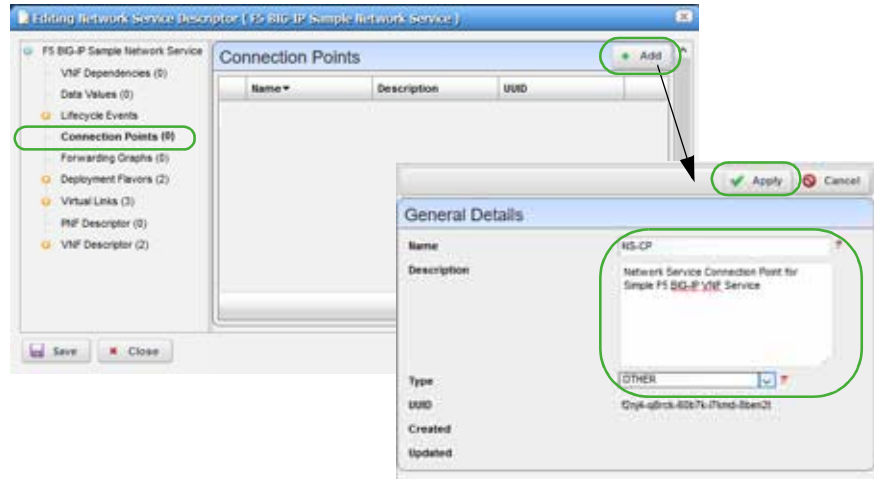 Editing Network Service Descriptor ( F5 BIG-IP Sample Network Service )
F5 BIG-IP Sample Network Service
VNF Dependencies (0)
Data Values (0)
Lifecycle Events
Connection Points (0)
Forwarding Graphs (0)
Deployment Flavors (2)
Virtual Links (3)
PNF Descriptor (0)
VNF Descriptor (2)
Connection Points
Add
Name
Description
UUID
Save
Close
Apply
Cancel
General Details
Name
NS-CP
Description
Network Service Connection Point for
Simple F5 BIG-IP VNF Service
Type
OTHER
UUID
Created
Updated